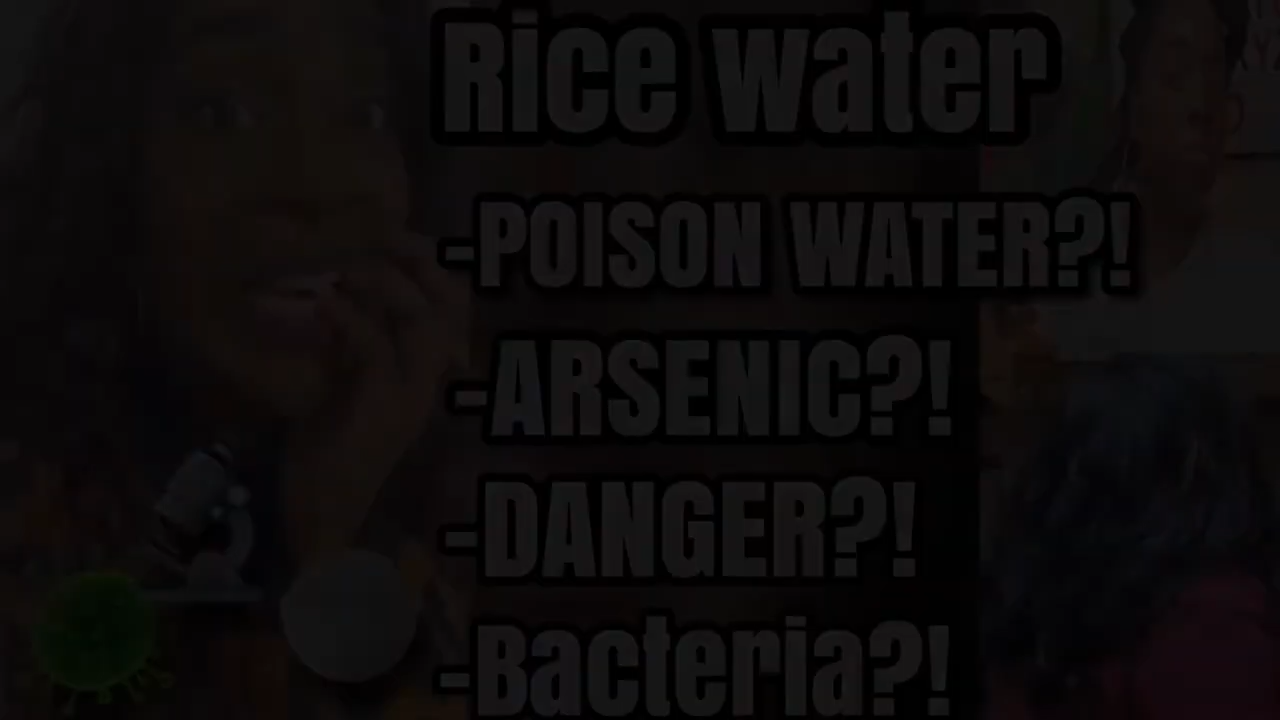 Rice water
-POISON WATER?!
-ARSENIC?!
-DANGER?!
-Bacteria?!